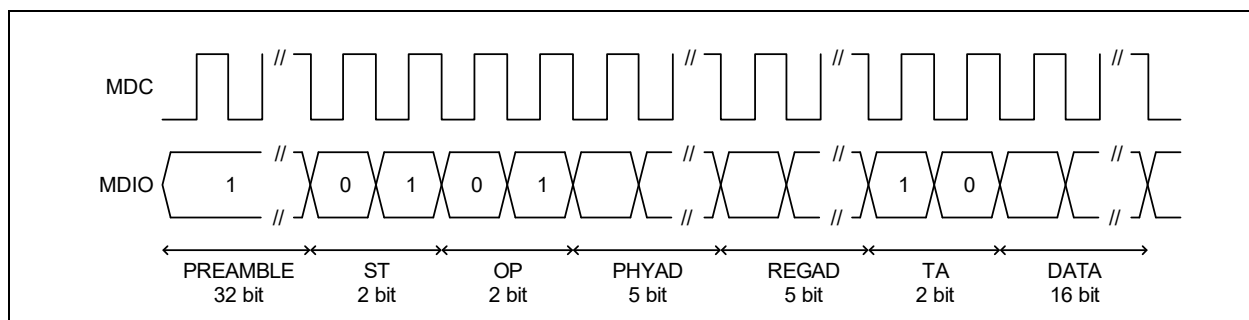 MDC
MDIO
1 0 1 0 1 1 0
PREAMBLE ST OP PHYAD REGAD TA DATA
32 bit 2 bit 2 bit 5 bit 5 bit 2 bit 16 bit